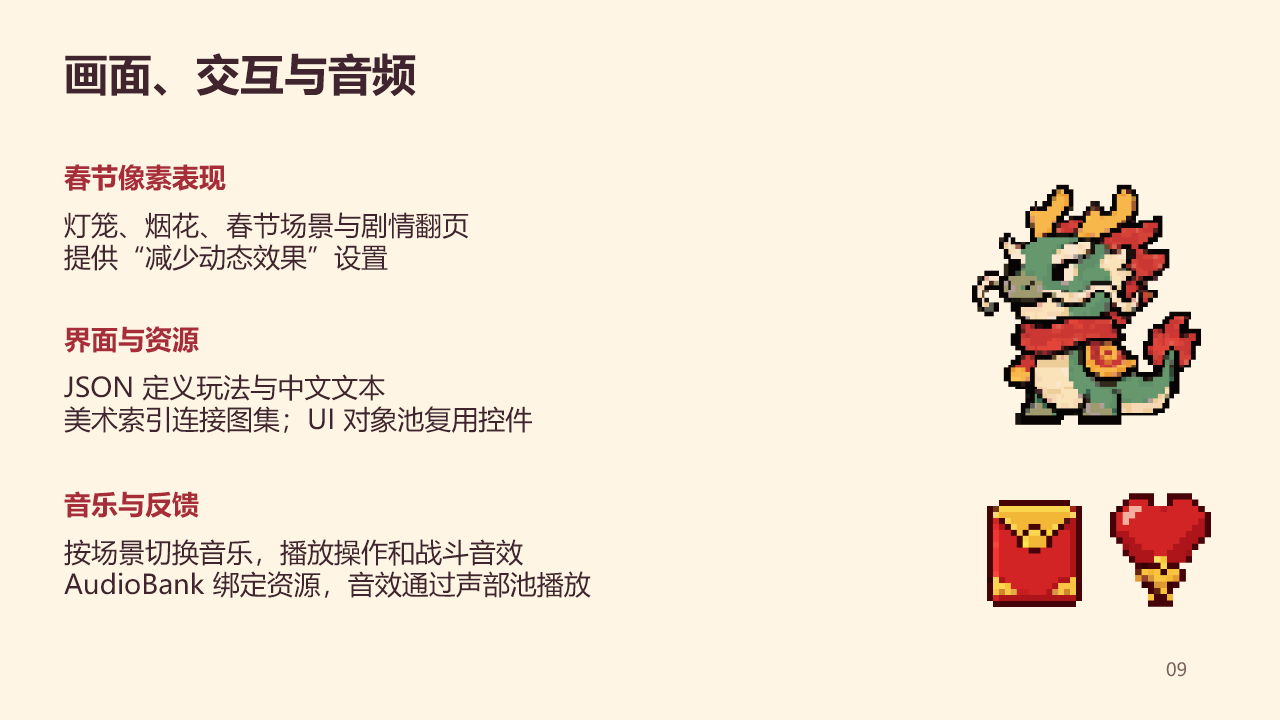 画面、交互与音频
春节像素表现
灯笼、烟花、春节场景与剧情翻页
提供“减少动态效果”设置
界面与资源
JSON 定义玩法与中文文本
美术索引连接图集；UI 对象池复用控件
音乐与反馈
按场景切换音乐，播放操作和战斗音效
AudioBank 绑定资源，音效通过声部池播放
09